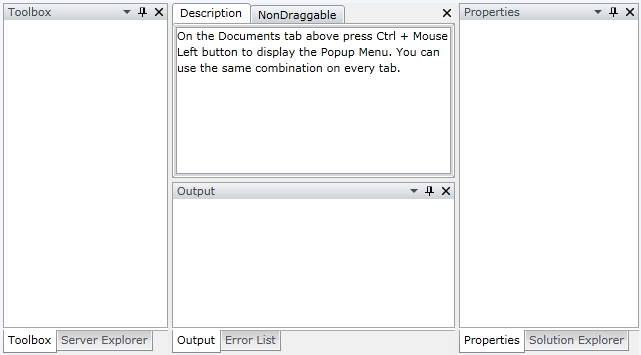 Toolbox
Description
NonDraggable
On the Documents tab above press Ctrl + Mouse
Left button to display the Popup Menu. You can
use the same combination on every tab.
Output
Properties
Toolbox
Server Explorer
Output
Error List
Properties
Solution Explorer